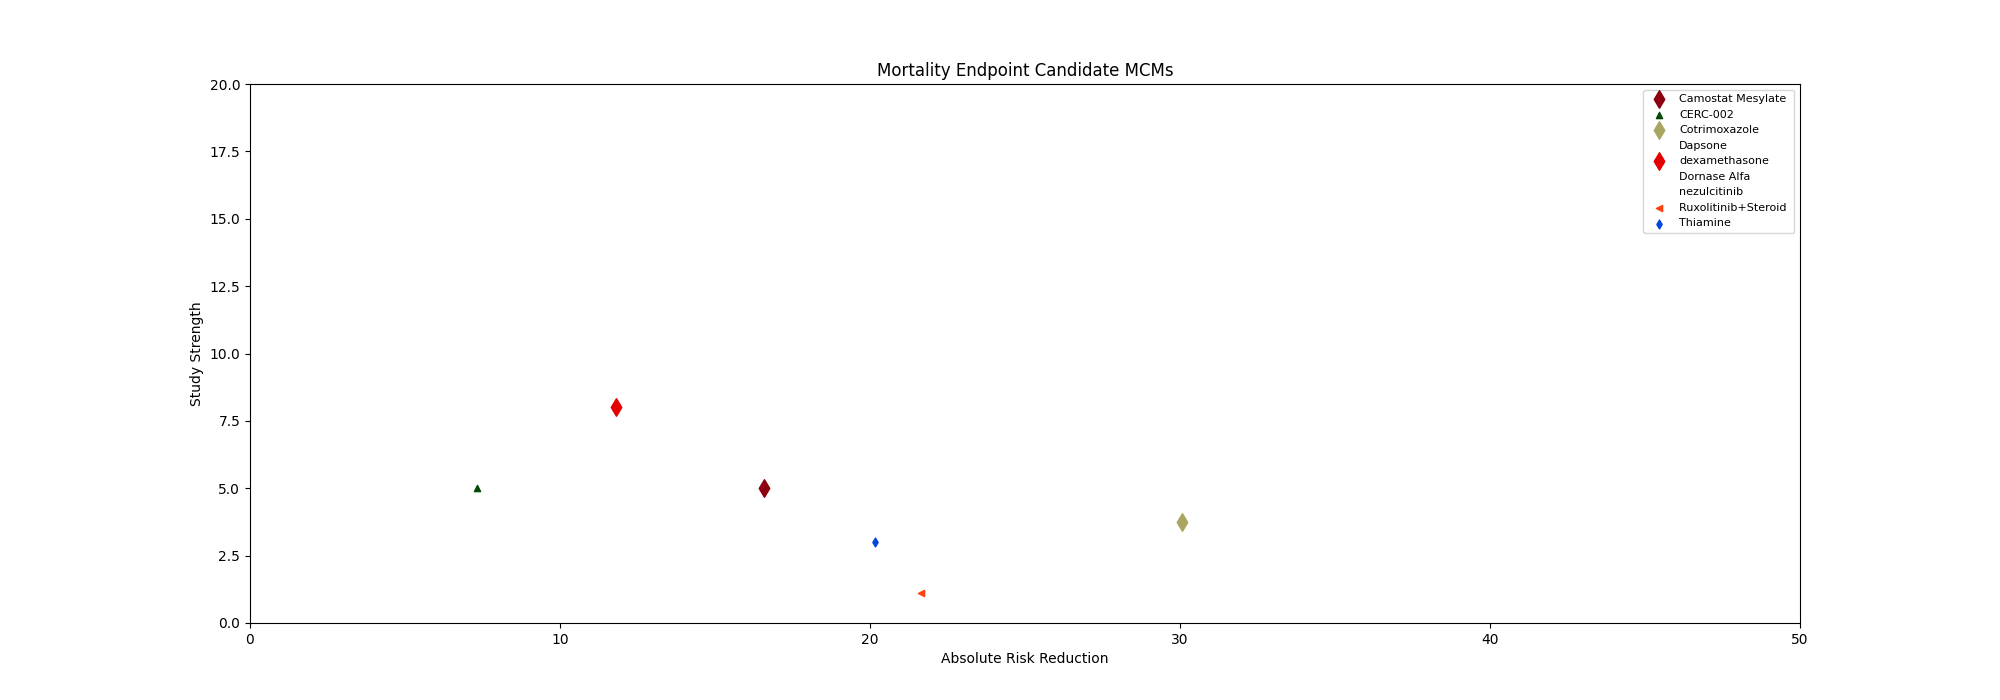 Mortality Endpoint Candidate MCMs
20.0
17.5
15.0
12.5
10.0
7.5
5.0
2.5
0.0
Study Strength
Camostat Mesylate
CERC-002
Cotrimoxazole
Dapsone
dexamethasone
Dornase Alfa
nezulcitinib
Ruxolitinib+Steroid
Thiamine
0 10 20 30 40 50
Absolute Risk Reduction